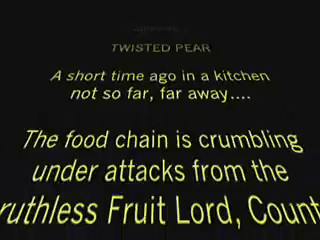 TWISTED PEAR
A short time ago in a kitchen
not so far, far away....
The food chain is crumbling
under attacks from the
ruthless Fruit Lord, Count